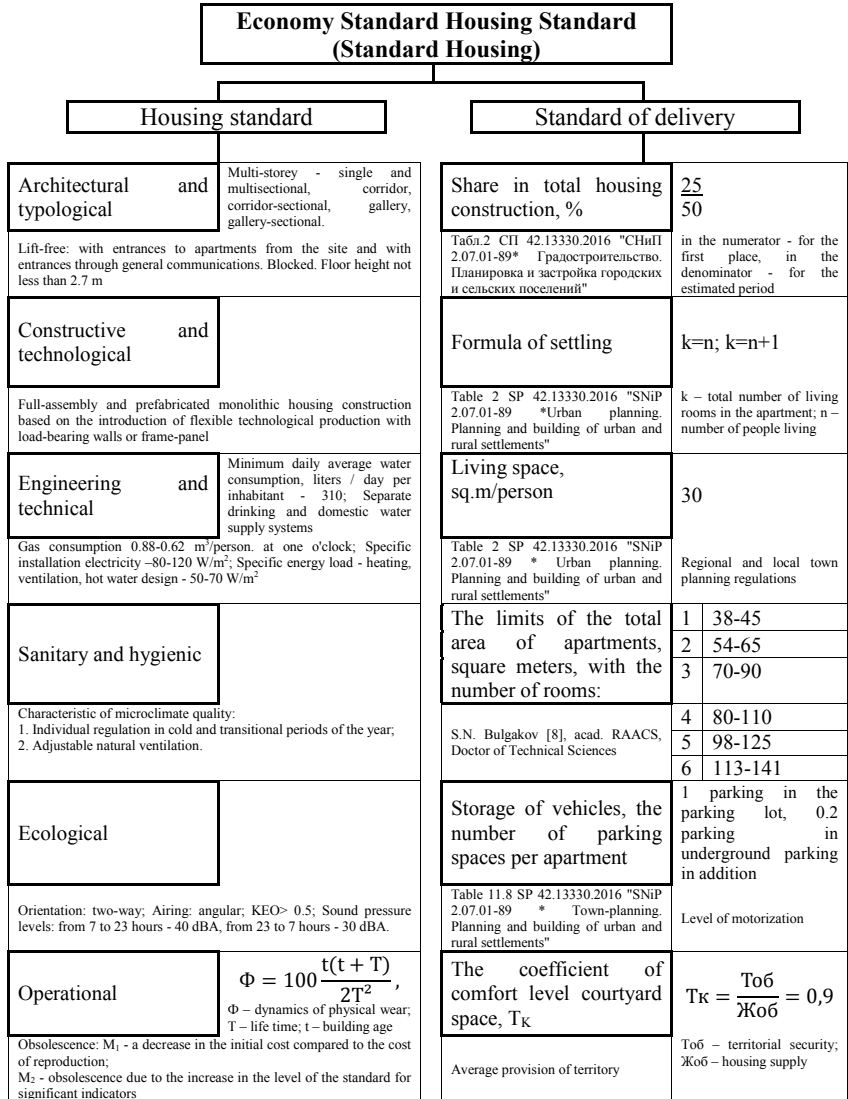 Economy Standard Housing Standard
(Standard Housing)
Housing standard
Standard of delivery
Architectural and
typological
Multi-storey - single and
multisectional, corridor,
corridor-sectional, gallery,
gallery-sectional.
Lift-free: with entrances to apartments from the site and with
entrances through general communications. Blocked. Floor height not
less than 2.7 m
Constructive and
technological
Full-assembly and prefabricated monolithic housing construction
based on the introduction of flexible technological production with
load-bearing walls or frame-panel
Engineering and
technical
Minimum daily average water
consumption, liters / day per
inhabitant - 310; Separate
drinking and domestic water
supply systems
Gas consumption 0.88-0.62 m³/person. at one o'clock; Specific
installation electricity –80-120 W/m²; Specific energy load - heating,
ventilation, hot water design - 50-70 W/m²
Sanitary and hygienic
Characteristic of microclimate quality:
1. Individual regulation in cold and transitional periods of the year;
2. Adjustable natural ventilation.
Ecological
Orientation: two-way; Airing: angular; KEO> 0.5; Sound pressure
levels: from 7 to 23 hours - 40 dBA, from 23 to 7 hours - 30 dBA.
Operational
Φ = 100 t(t + T)/2T²,
Φ – dynamics of physical wear;
T – life time; t – building age
Obsolescence: M₁ - a decrease in the initial cost compared to the cost
of reproduction;
M₂ - obsolescence due to the increase in the level of the standard for
significant indicators
Share in total housing
construction, %
25
50
Табл.2 СП 42.13330.2016 "СНиП
2.07.01-89* Градостроительство.
Планировка и застройка городских
и сельских поселений"
in the numerator - for the
first place, in the
denominator - for the
estimated period
Formula of settling
k=n; k=n+1
Table 2 SP 42.13330.2016 "SNiP
2.07.01-89 *Urban planning.
Planning and building of urban and
rural settlements"
k – total number of living
rooms in the apartment; n –
number of people living
Living space,
sq.m/person
30
Table 2 SP 42.13330.2016 "SNiP
2.07.01-89 * Urban planning.
Planning and building of urban and
rural settlements"
Regional and local town
planning regulations
The limits of the total
area of apartments,
square meters, with the
number of rooms:
1 38-45
2 54-65
3 70-90
S.N. Bulgakov [8], acad. RAACS,
Doctor of Technical Sciences
4 80-110
5 98-125
6 113-141
Storage of vehicles, the
number of parking
spaces per apartment
1 parking in the
parking lot, 0.2
parking in
underground parking
in addition
Table 11.8 SP 42.13330.2016 "SNiP
2.07.01-89 * Town-planning.
Planning and building of urban and
rural settlements"
Level of motorization
The coefficient of
comfort level courtyard
space, T_K
Тк = Тоб/Жоб = 0,9
Average provision of territory
Тоб – territorial security;
Жоб – housing supply